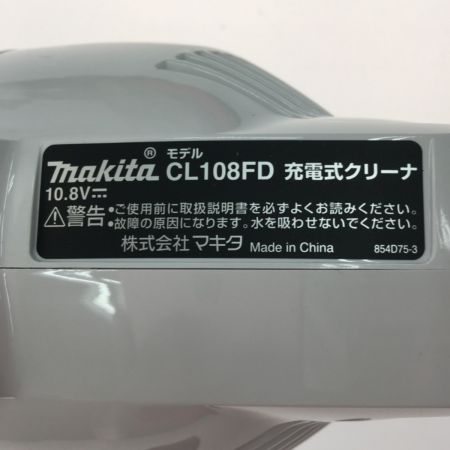 makita® モデル CL108FD 充電式クリーナ
10.8V⎓
⚠警告 •ご使用前に取扱説明書を必ずよくお読みください。
•故障の原因になります。水を吸わせないでください。
株式会社マキタ Made in China 854D75-3